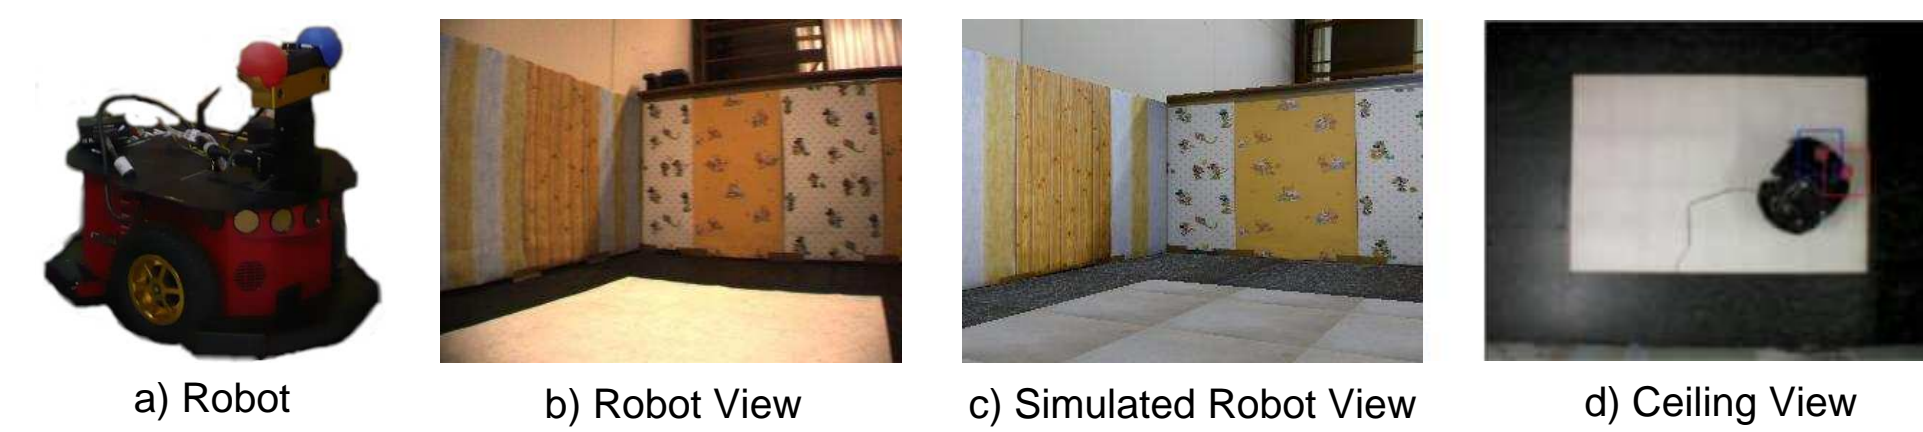 a) Robot
b) Robot View
c) Simulated Robot View
d) Ceiling View